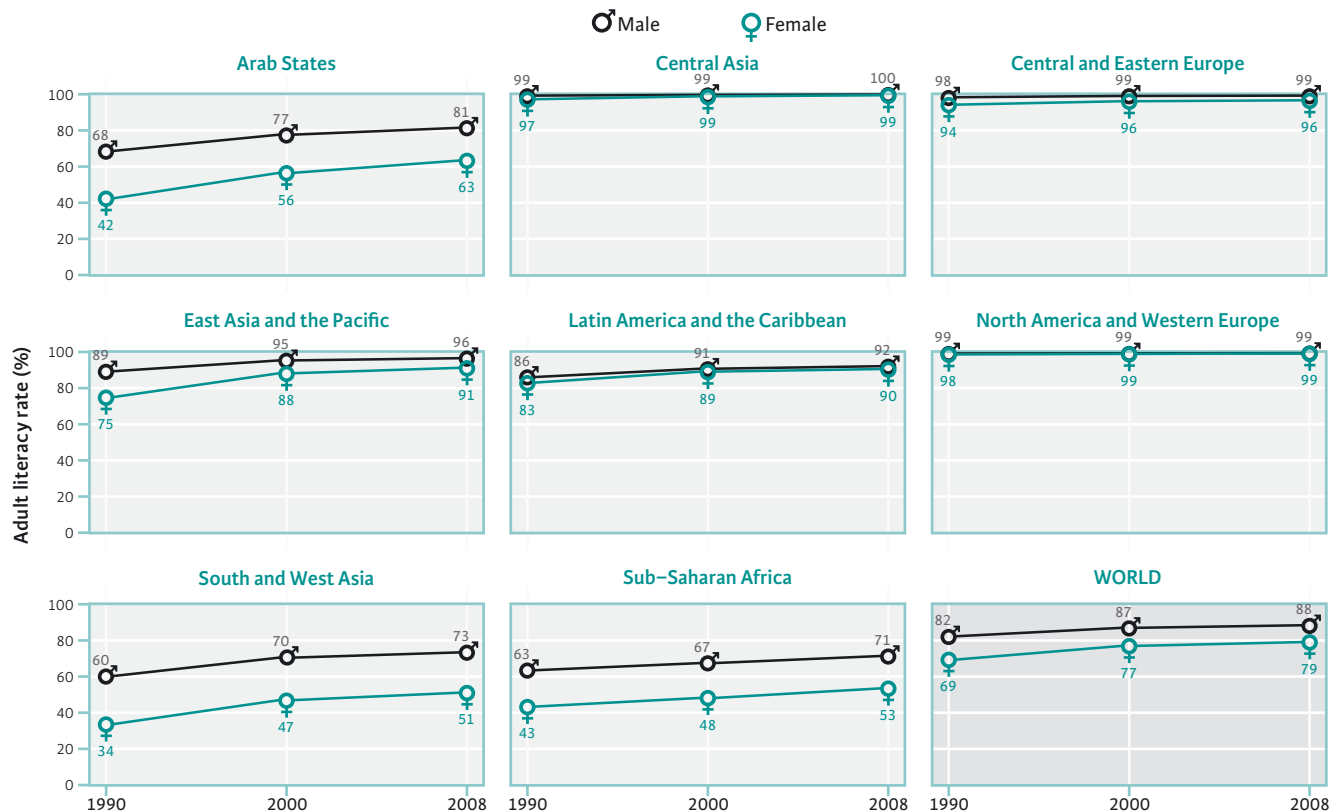 Male Female
Arab States Central Asia Central and Eastern Europe
99 99 100 98 99 99
100
68 77 81
80
97 99 99 94 96 96
60
42 56 63
40
20
0
East Asia and the Pacific Latin America and the Caribbean North America and Western Europe
89 95 96 86 91 92 99 99 99
100
80
75 88 91 83 89 90 98 99 99
60
40
20
0
Adult literacy rate (%)
South and West Asia Sub–Saharan Africa WORLD
100
60 70 73 63 67 71 82 87 88
80
60
34 47 51 43 48 53 69 77 79
40
20
0
1990 2000 2008 1990 2000 2008 1990 2000 2008